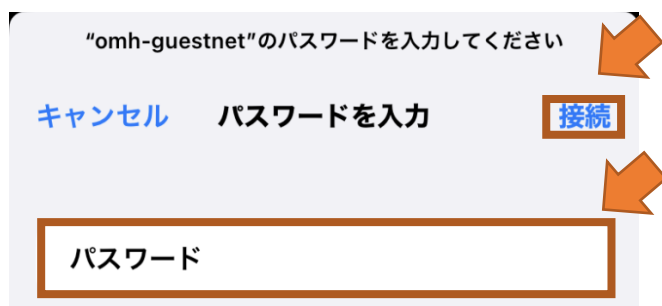 “omh-guestnet”のパスワードを入力してください
キャンセル パスワードを入力 接続
パスワード